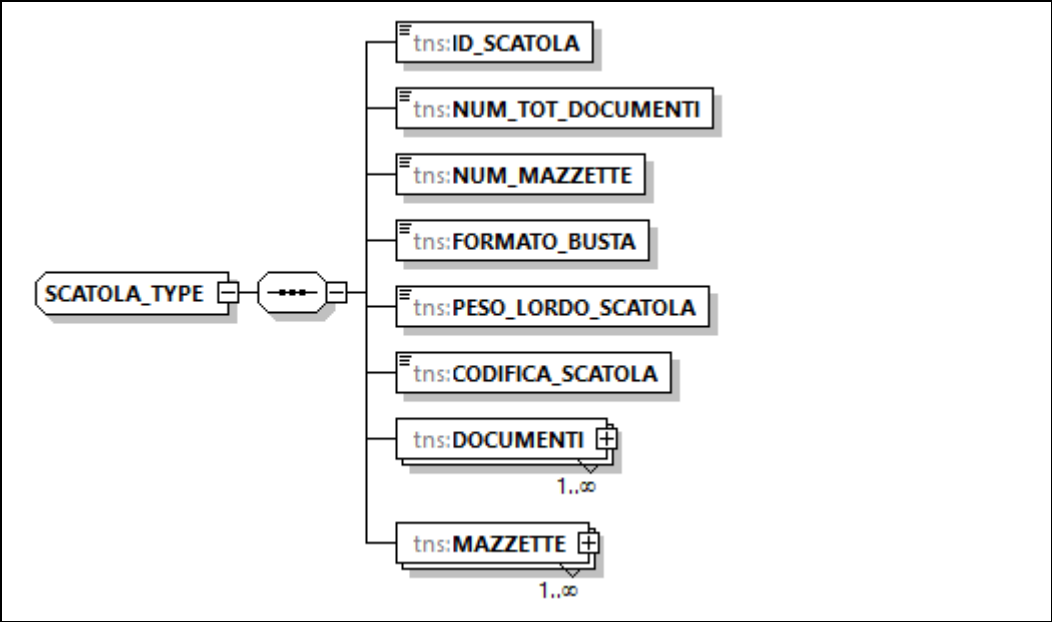 tns:ID_SCATOLA
tns:NUM_TOT_DOCUMENTI
tns:NUM_MAZZETTE
tns:FORMATO_BUSTA
SCATOLA_TYPE
tns:PESO_LORDO_SCATOLA
tns:CODIFICA_SCATOLA
tns:DOCUMENTI
1..∞
tns:MAZZETTE
1..∞